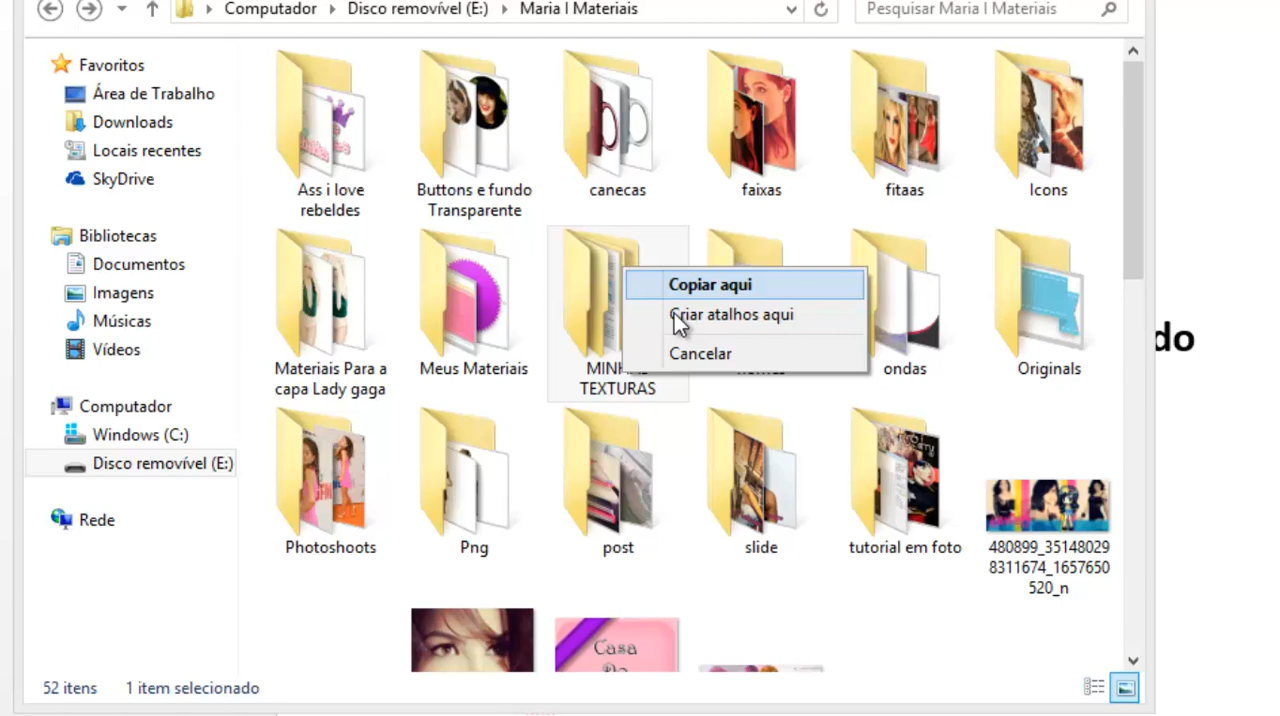 Computador
Disco removível (E:)
Maria I Materiais
Pesquisar Maria I Materiais
Favoritos
Área de Trabalho
Downloads
Locais recentes
SkyDrive
Bibliotecas
Documentos
Imagens
Músicas
Vídeos
Computador
Windows (C:)
Disco removível (E:)
Rede
Ass i love
rebeldes
Buttons e fundo
Transparente
canecas
faixas
fitaas
Icons
Materiais Para a
capa Lady gaga
Meus Materiais
TEXTURAS
ondas
Originals
Copiar aqui
Criar atalhos aqui
Cancelar
Photoshoots
Png
post
slide
tutorial em foto
480899_35148029
8311674_1657650
520_n
Casa
Do
do
52 itens
1 item selecionado